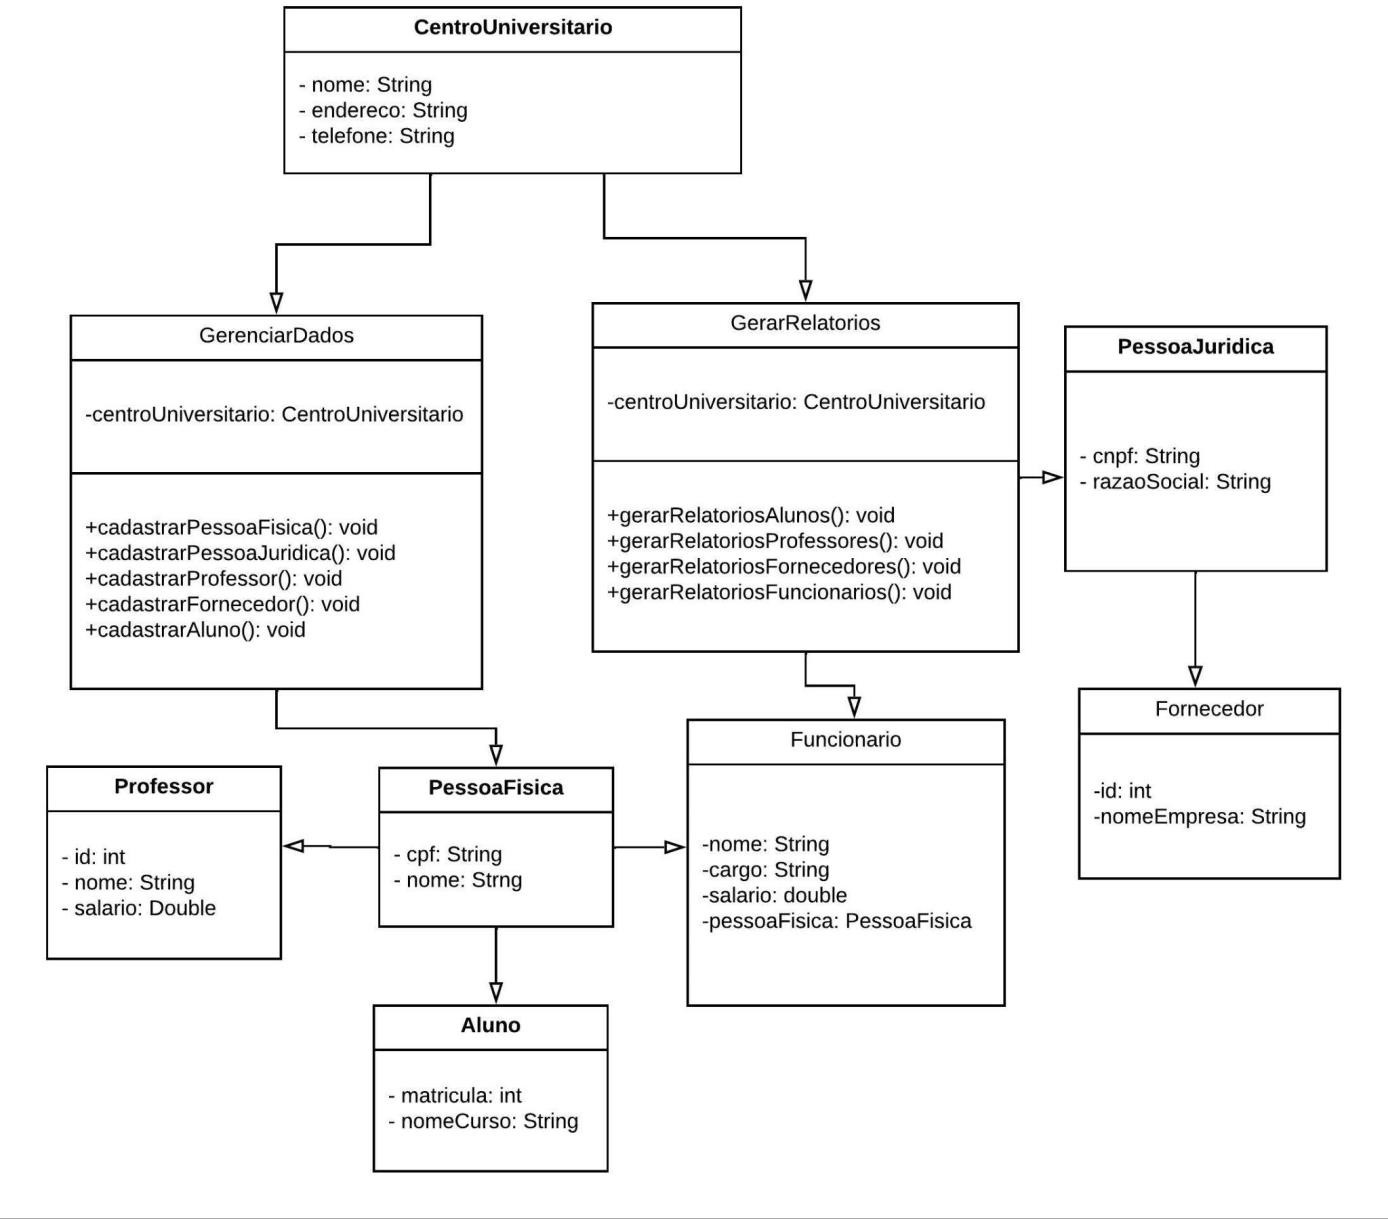 CentroUniversitario
- nome: String
- endereco: String
- telefone: String
GerenciarDados
-centroUniversitario: CentroUniversitario
+cadastrarPessoaFisica(): void
+cadastrarPessoaJuridica(): void
+cadastrarProfessor(): void
+cadastrarFornecedor(): void
+cadastrarAluno(): void
GerarRelatorios
-centroUniversitario: CentroUniversitario
+gerarRelatoriosAlunos(): void
+gerarRelatoriosProfessores(): void
+gerarRelatoriosFornecedores(): void
+gerarRelatoriosFuncionarios(): void
PessoaJuridica
- cnpf: String
- razaoSocial: String
Fornecedor
-id: int
-nomeEmpresa: String
Professor
- id: int
- nome: String
- salario: Double
PessoaFisica
- cpf: String
- nome: Strng
Funcionario
-nome: String
-cargo: String
-salario: double
-pessoaFisica: PessoaFisica
Aluno
- matricula: int
- nomeCurso: String